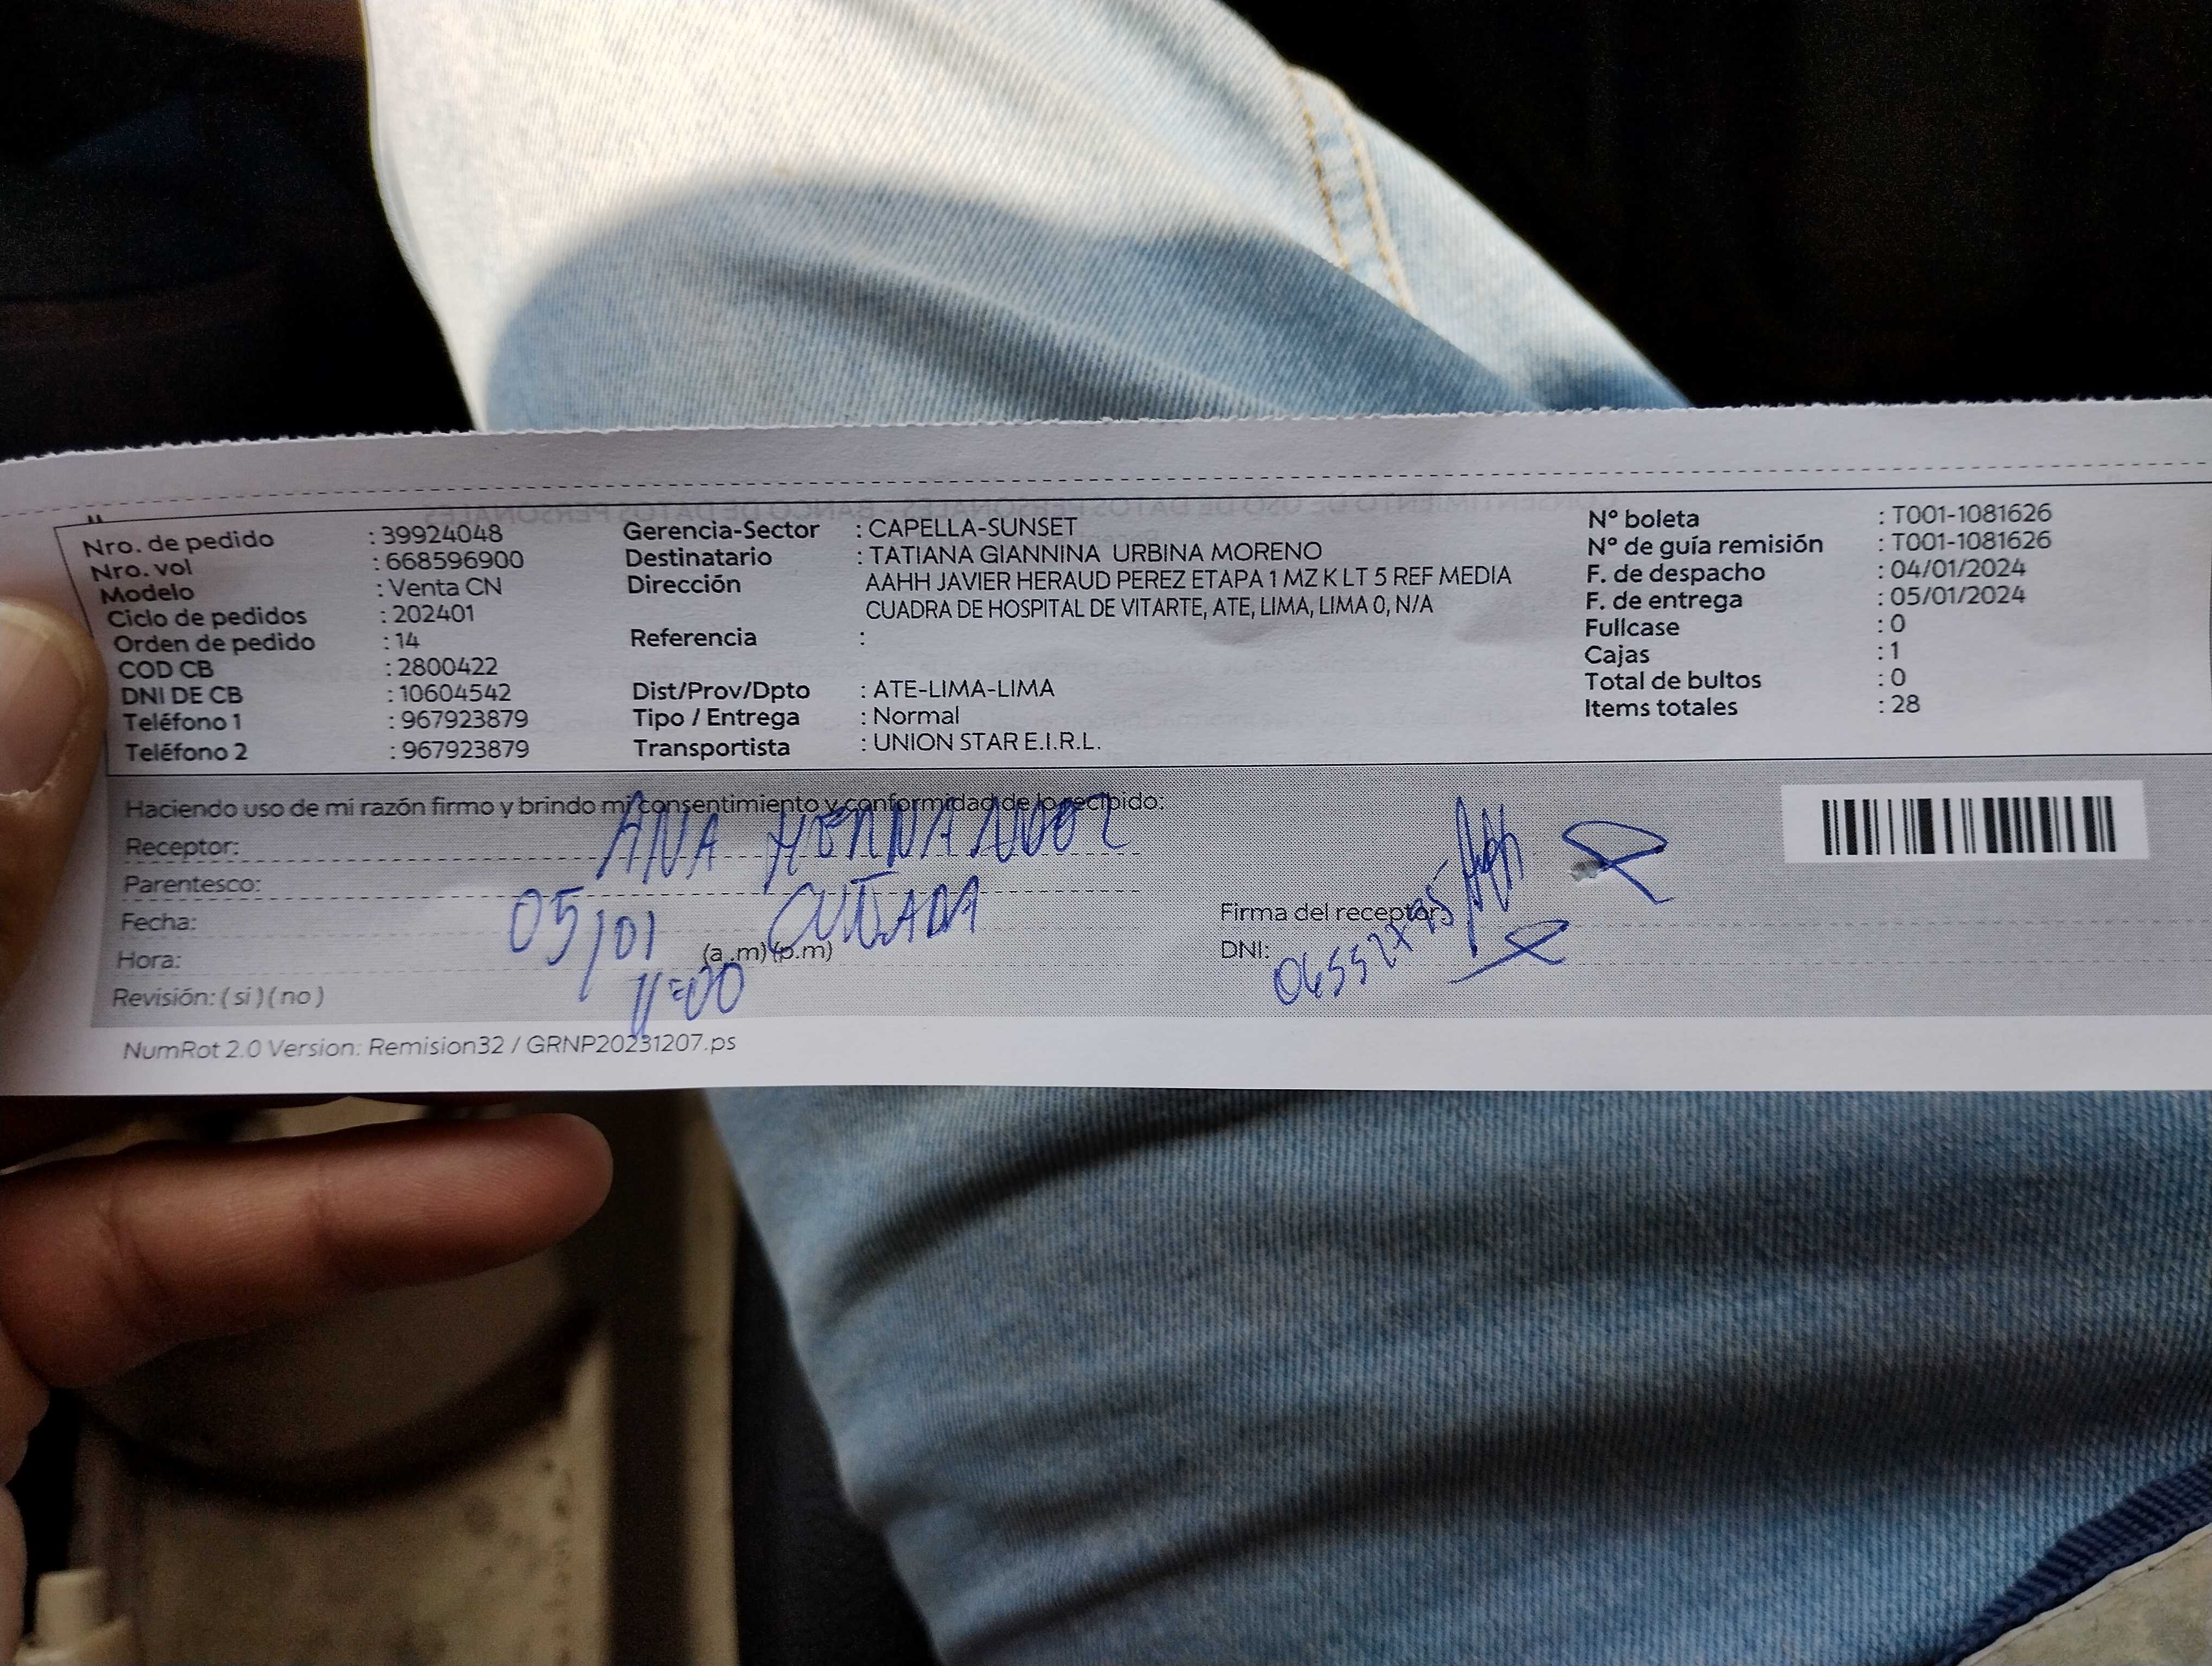 Nro. de pedido : 39924048
Nro. vol : 668596900
Modelo : Venta CN
Ciclo de pedidos : 202401
Orden de pedido : 14
COD CB : 2800422
DNI DE CB : 10604542
Teléfono 1 : 967923879
Teléfono 2 : 967923879
Gerencia-Sector : CAPELLA-SUNSET
Destinatario : TATIANA GIANNINA URBINA MORENO
Dirección AAHH JAVIER HERAUD PEREZ ETAPA 1 MZ K LT 5 REF MEDIA
CUADRA DE HOSPITAL DE VITARTE, ATE, LIMA, LIMA 0, N/A
Referencia :
Dist/Prov/Dpto : ATE-LIMA-LIMA
Tipo / Entrega : Normal
Transportista : UNION STAR E.I.R.L.
N° boleta : T001-1081626
N° de guía remisión : T001-1081626
F. de despacho : 04/01/2024
F. de entrega : 05/01/2024
Fullcase : 0
Cajas : 1
Total de bultos : 0
Items totales : 28
Haciendo uso de mi razón firmo y brindo mi consentimiento y conformidad de lo recibido:
Receptor: ANA HERNANDEZ
Parentesco: CUÑADA
Fecha: 05/01
Hora: 11:00 (a.m)(p.m)
Revisión: (si)(no)
Firma del receptor:
DNI:
NumRot 2.0 Version: Remision32 / GRNP20231207.ps